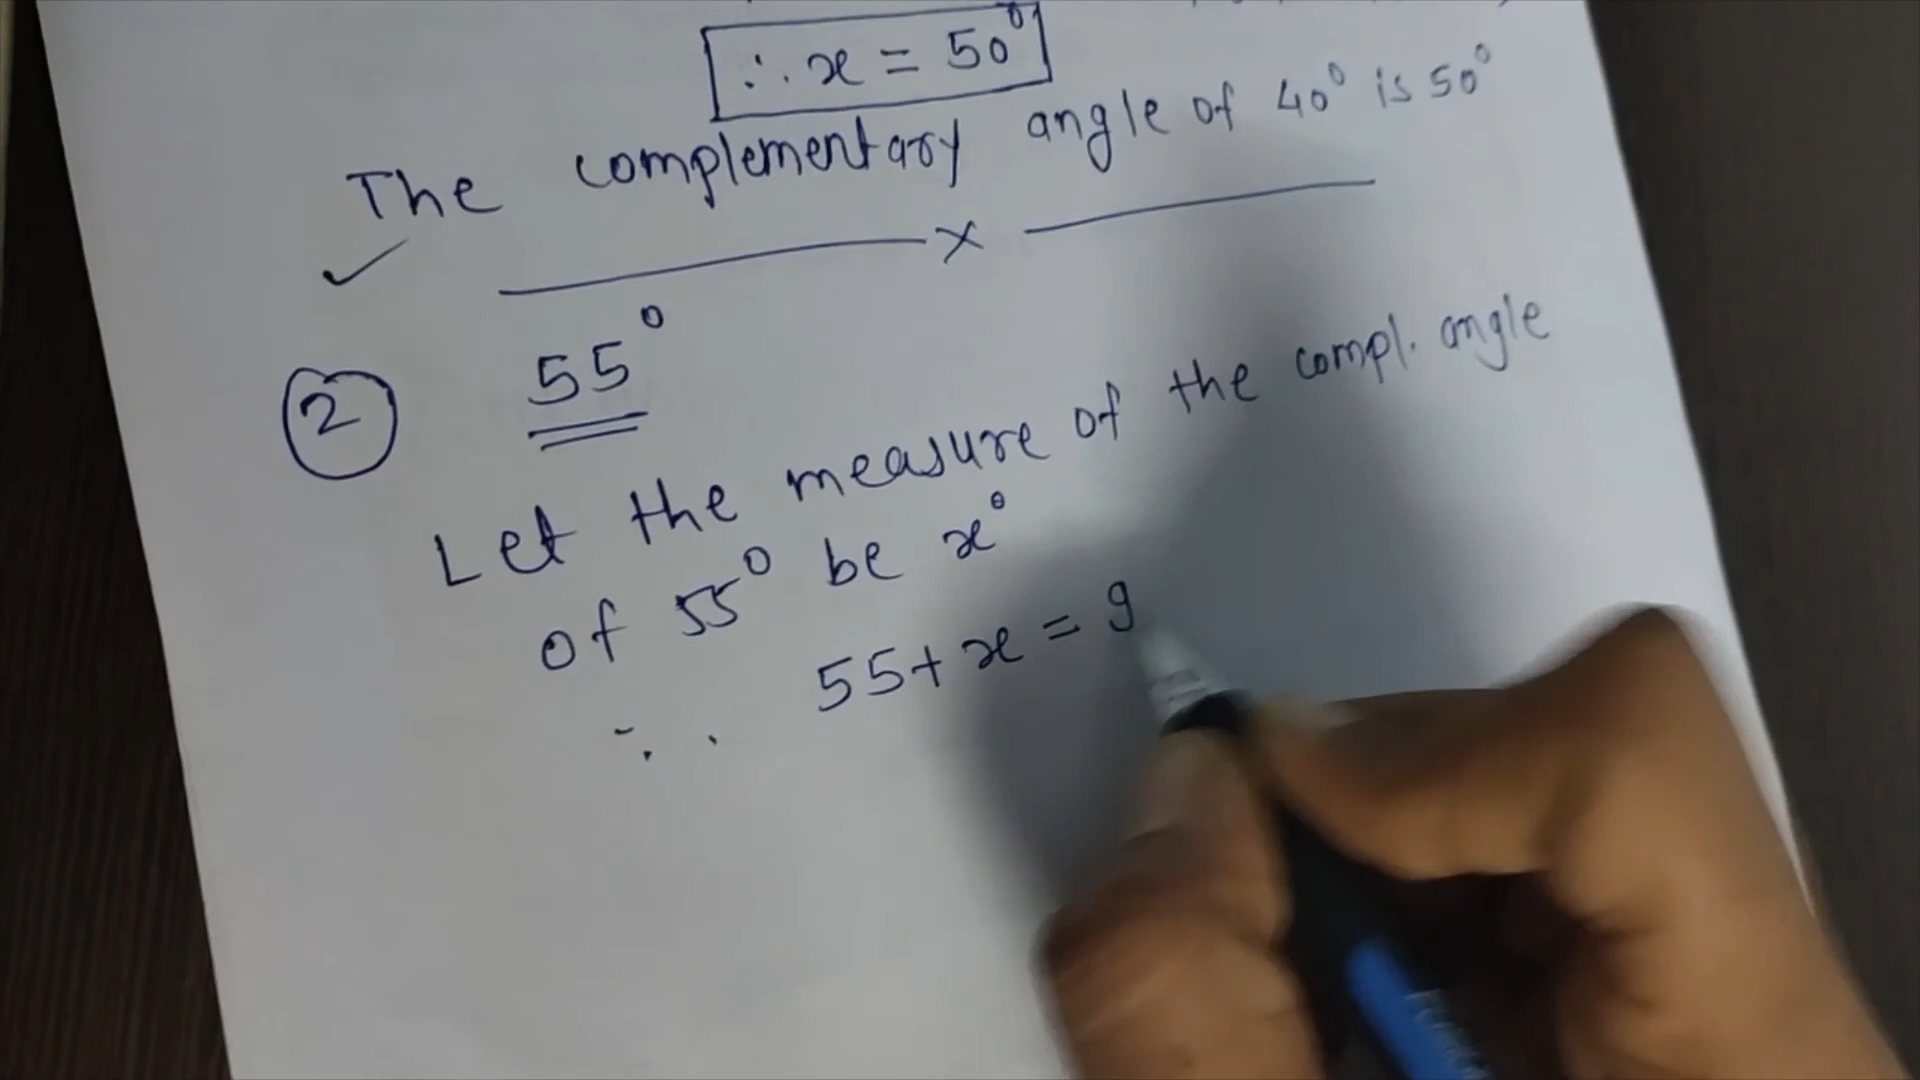 ∴ x = 50°
The complementary angle of 40° is 50°
x
② 55°
Let the measure of the compl. angle
of 55° be x°
∴ 55+x = 9